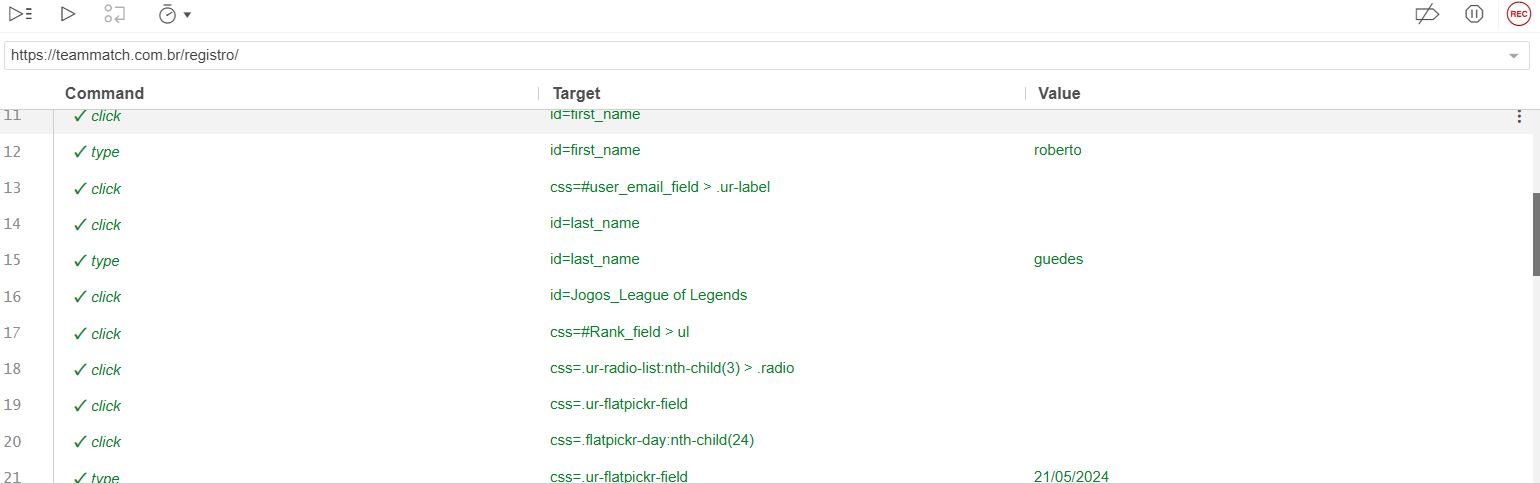 REC
https://teammatch.com.br/registro/
Command Target Value
11 click id=first_name
12 type id=first_name roberto
13 click css=#user_email_field > .ur-label
14 click id=last_name
15 type id=last_name guedes
16 click id=Jogos_League of Legends
17 click css=#Rank_field > ul
18 click css=.ur-radio-list:nth-child(3) > .radio
19 click css=.ur-flatpickr-field
20 click css=.flatpickr-day:nth-child(24)
21 type css=.ur-flatpickr-field 21/05/2024